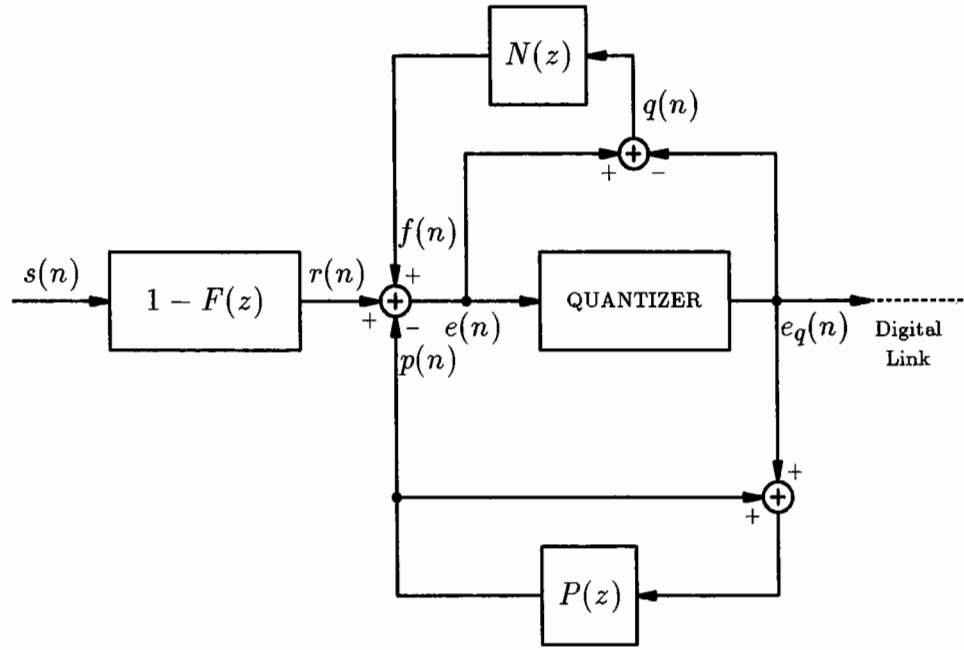 N(z)
q(n)
+ −
f(n)
s(n)
1 − F(z)
r(n)
+
+
−
e(n)
QUANTIZER
e_q(n)
Digital
Link
p(n)
+
+
P(z)